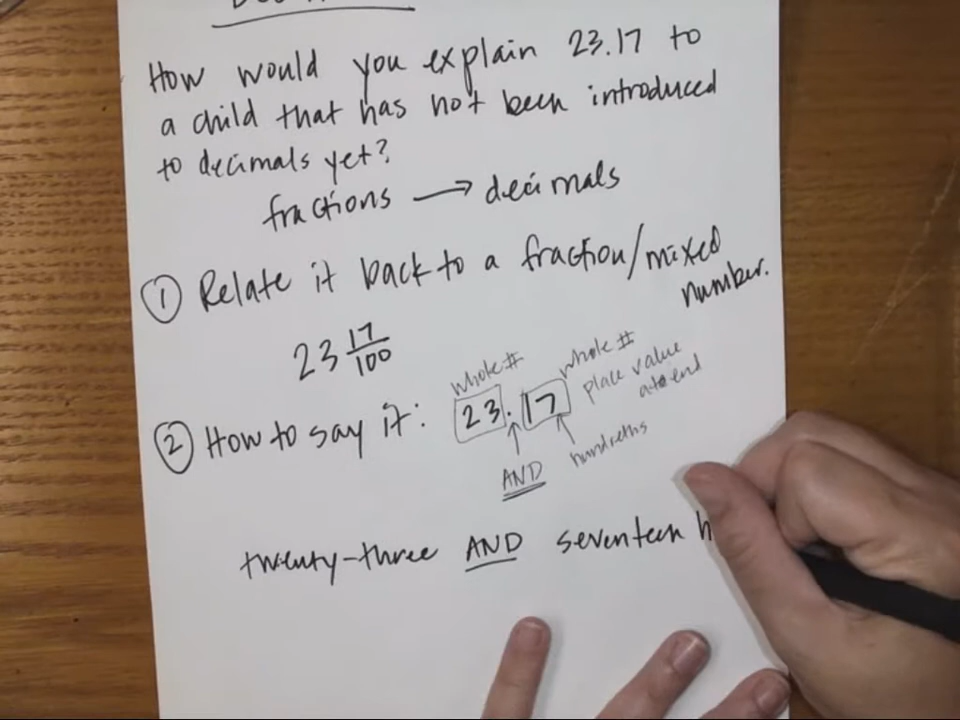 How would you explain 23.17 to
a child that has not been introduced
to decimals yet?
fractions → decimals
① Relate it back to a fraction/mixed
number.
23 17/100
② How to say it: 23.17
whole #
whole #
place value
at end
AND
hundreths
twenty-three AND seventeen h